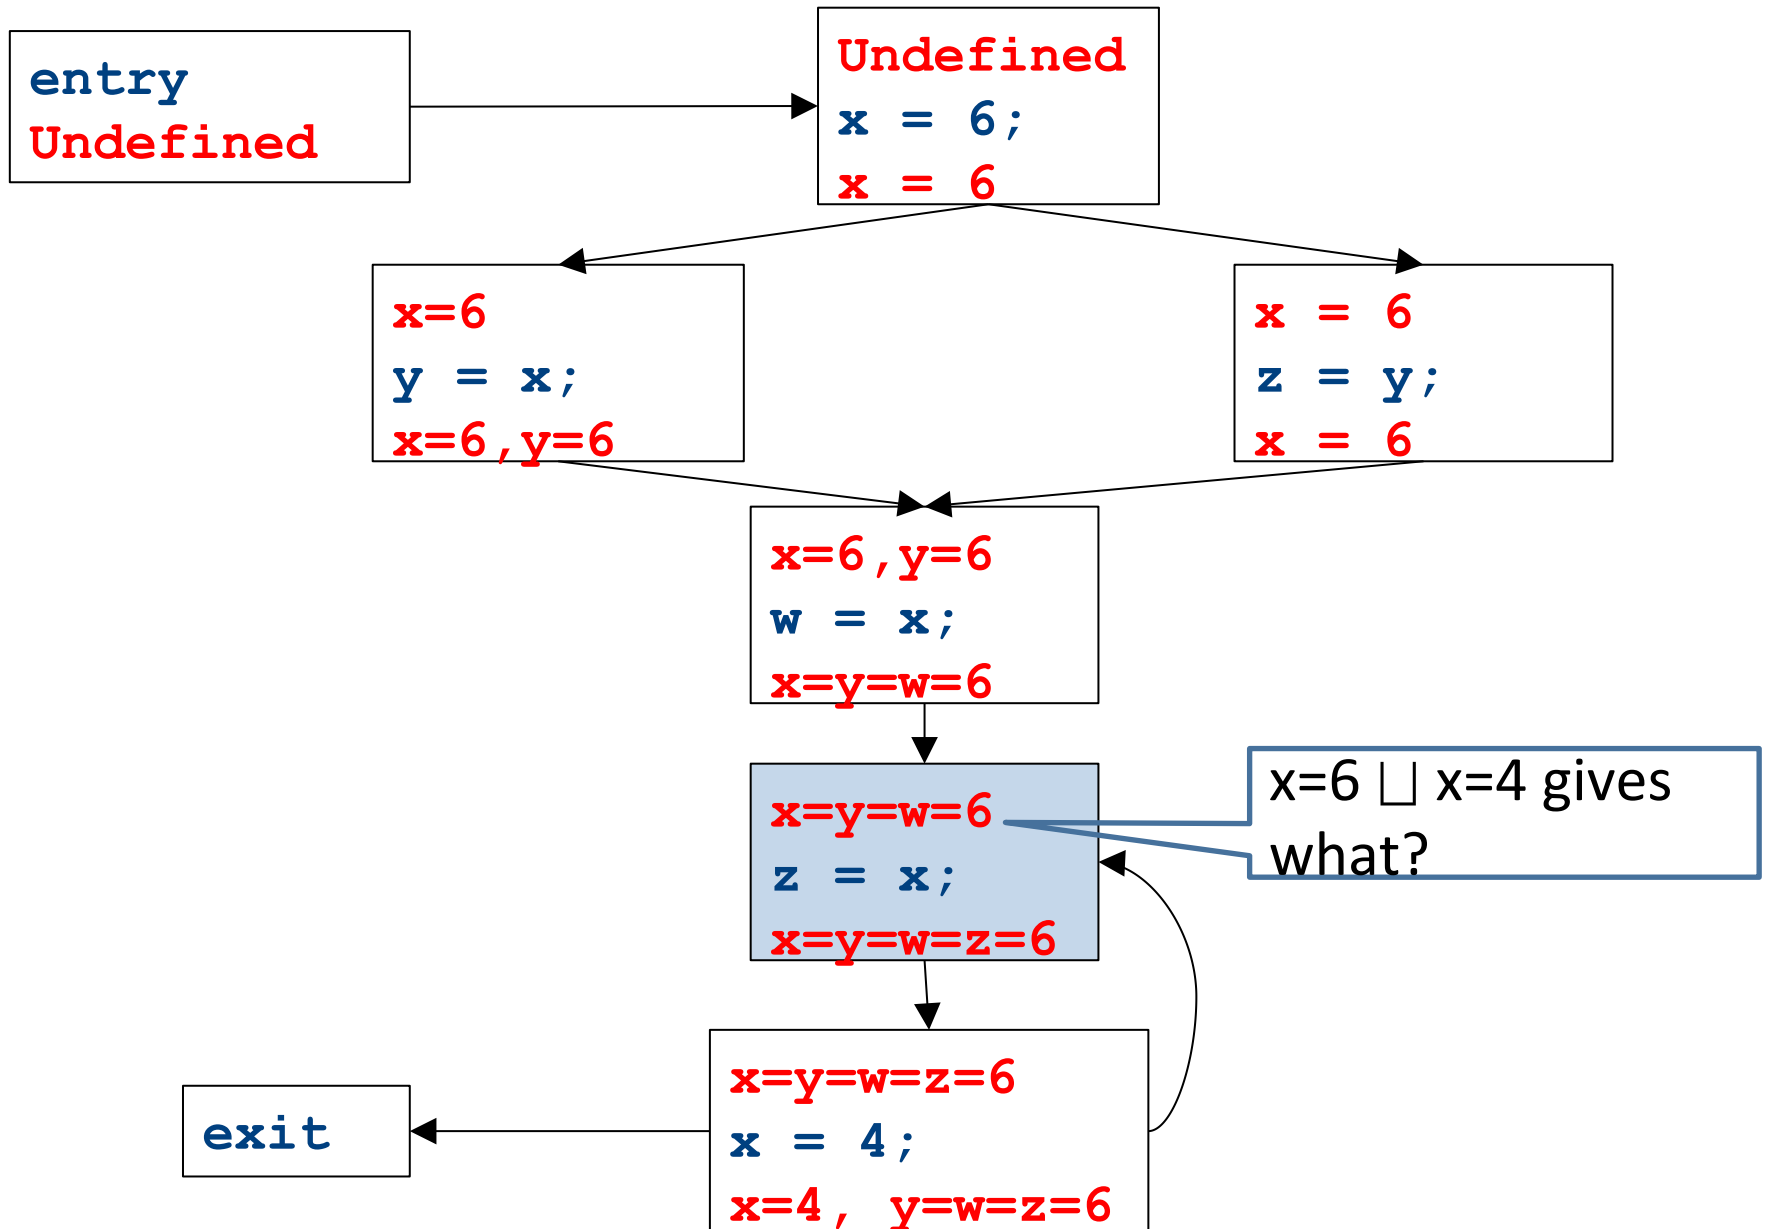 entry
Undefined
Undefined
x = 6;
x = 6
x=6
y = x;
x=6,y=6
x = 6
z = y;
x = 6
x=6,y=6
w = x;
x=y=w=6
x=y=w=6
z = x;
x=y=w=z=6
x=6 ⨆ x=4 gives
what?
x=y=w=z=6
x = 4;
x=4, y=w=z=6
exit